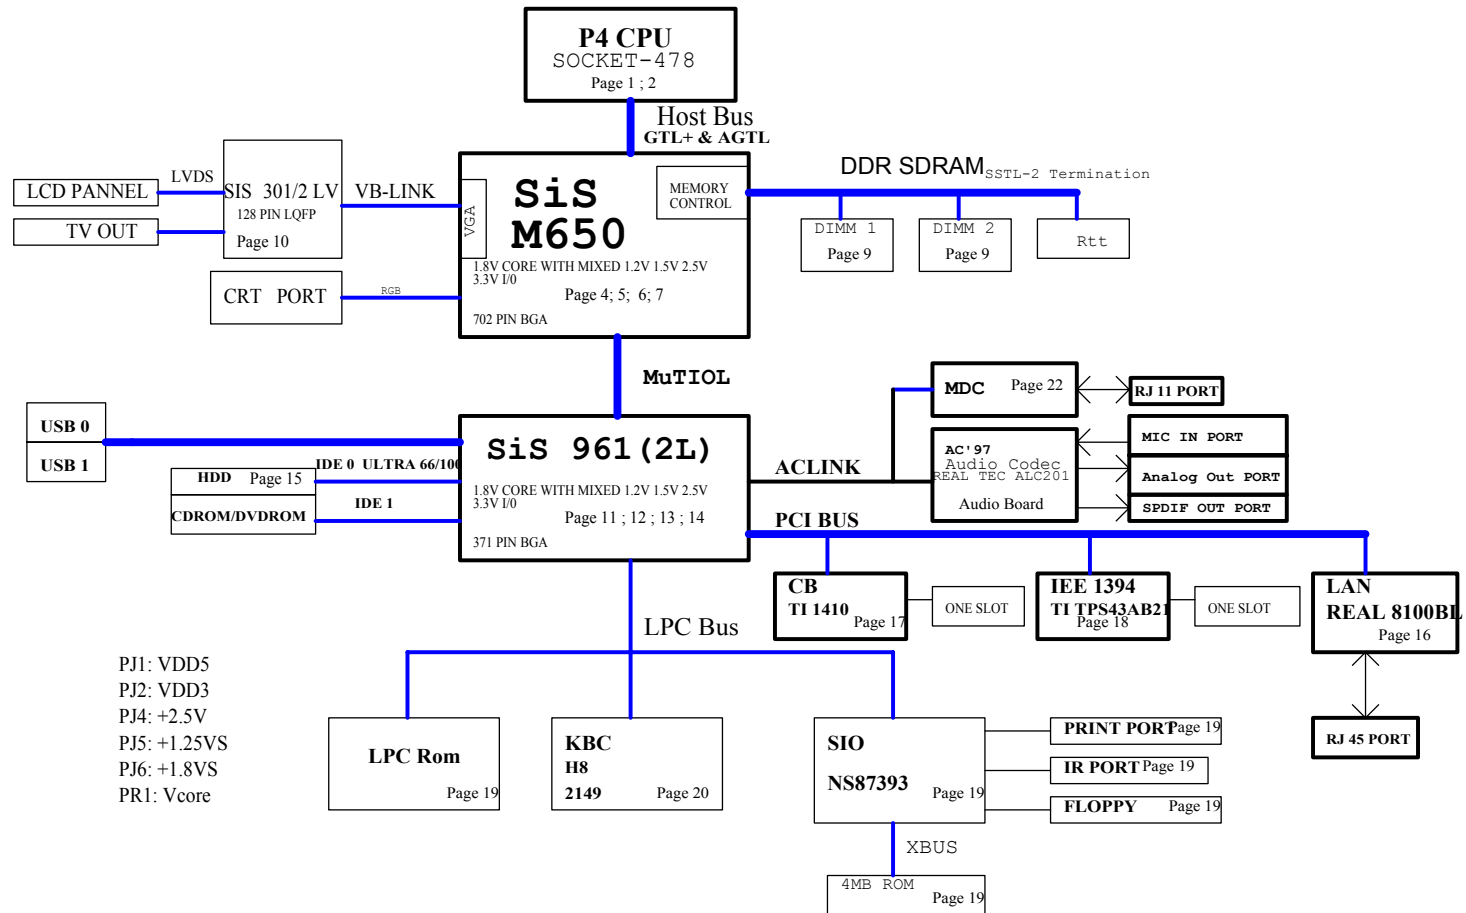 P4 CPU
SOCKET-478
Page 1 ; 2
Host Bus
GTL+ & AGTL
LCD PANNEL
LVDS
TV OUT
SIS 301/2 LV
128 PIN LQFP
Page 10
VB-LINK
CRT PORT
RGB
VGA
SiS
M650
MEMORY
CONTROL
1.8V CORE WITH MIXED 1.2V 1.5V 2.5V
3.3V I/0
Page 4; 5; 6; 7
702 PIN BGA
DDR SDRAM
SSTL-2 Termination
DIMM 1
Page 9
DIMM 2
Page 9
Rtt
MuTIOL
USB 0
USB 1
HDD Page 15
CDROM/DVDROM
IDE 0 ULTRA 66/100
IDE 1
SiS 961(2L)
1.8V CORE WITH MIXED 1.2V 1.5V 2.5V
3.3V I/0
Page 11 ; 12 ; 13 ; 14
371 PIN BGA
ACLINK
MDC Page 22
RJ 11 PORT
AC'97
Audio Codec
REAL TEC ALC201
Audio Board
MIC IN PORT
Analog Out PORT
SPDIF OUT PORT
PCI BUS
CB
TI 1410
Page 17
ONE SLOT
IEE 1394
TI TPS43AB21
Page 18
ONE SLOT
LAN
REAL 8100BL
Page 16
RJ 45 PORT
LPC Bus
PJ1: VDD5
PJ2: VDD3
PJ4: +2.5V
PJ5: +1.25VS
PJ6: +1.8VS
PR1: Vcore
LPC Rom
Page 19
KBC
H8
2149
Page 20
SIO
NS87393
Page 19
PRINT PORT Page 19
IR PORT Page 19
FLOPPY Page 19
XBUS
4MB ROM
Page 19